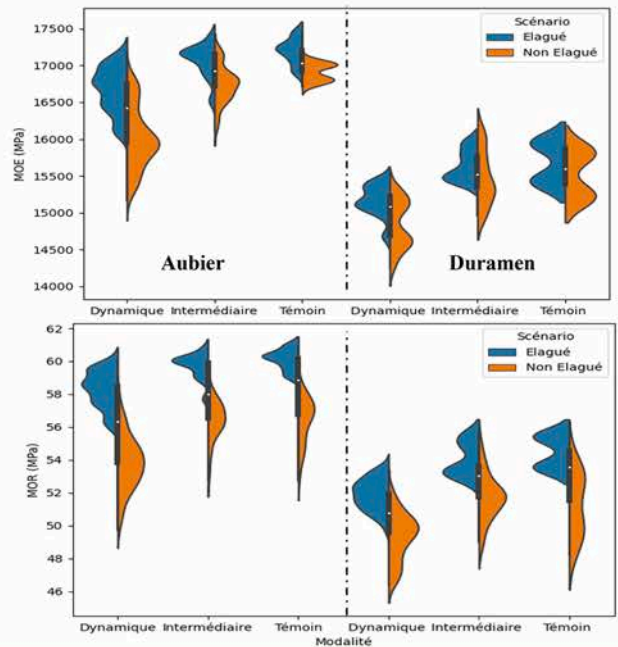 17500
17000
16500
16000
15500
15000
14500
14000
MOE (MPa)
Scénario
Elagué
Non Elagué
Aubier
Duramen
Dynamique Intermédiaire Témoin Dynamique Intermédiaire Témoin
62
60
58
56
54
52
50
48
46
MOR (MPa)
Scénario
Elagué
Non Elagué
Dynamique Intermédiaire Témoin Dynamique Intermédiaire Témoin
Modalité